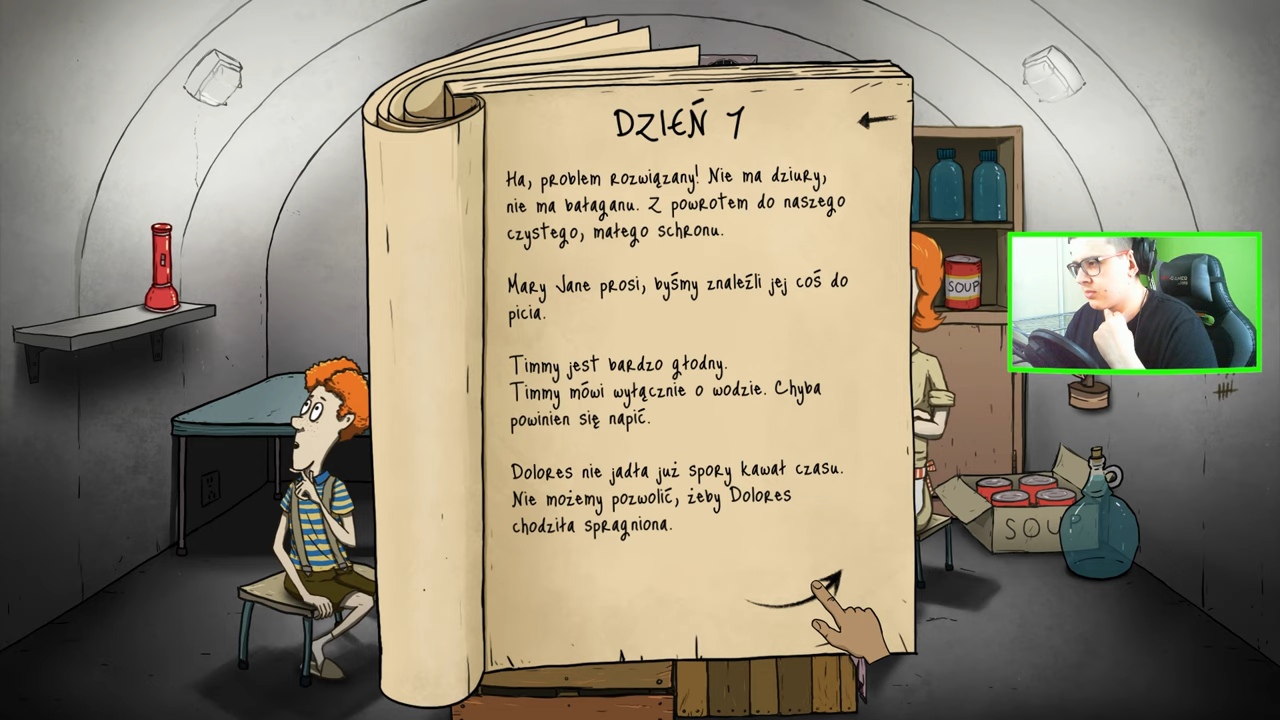 DZIEŃ 7
Ha, problem rozwiązany! Nie ma dziury,
nie ma bałaganu. Z powrotem do naszego
czystego, małego schronu.
Mary Jane prosi, byśmy znaleźli jej coś do
picia.
Timmy jest bardzo głodny.
Timmy mówi wyłącznie o wodzie. Chyba
powinien się napić.
Dolores nie jadła już spory kawał czasu.
Nie możemy pozwolić, żeby Dolores
chodziła spragniona.
SOUP
SOUP